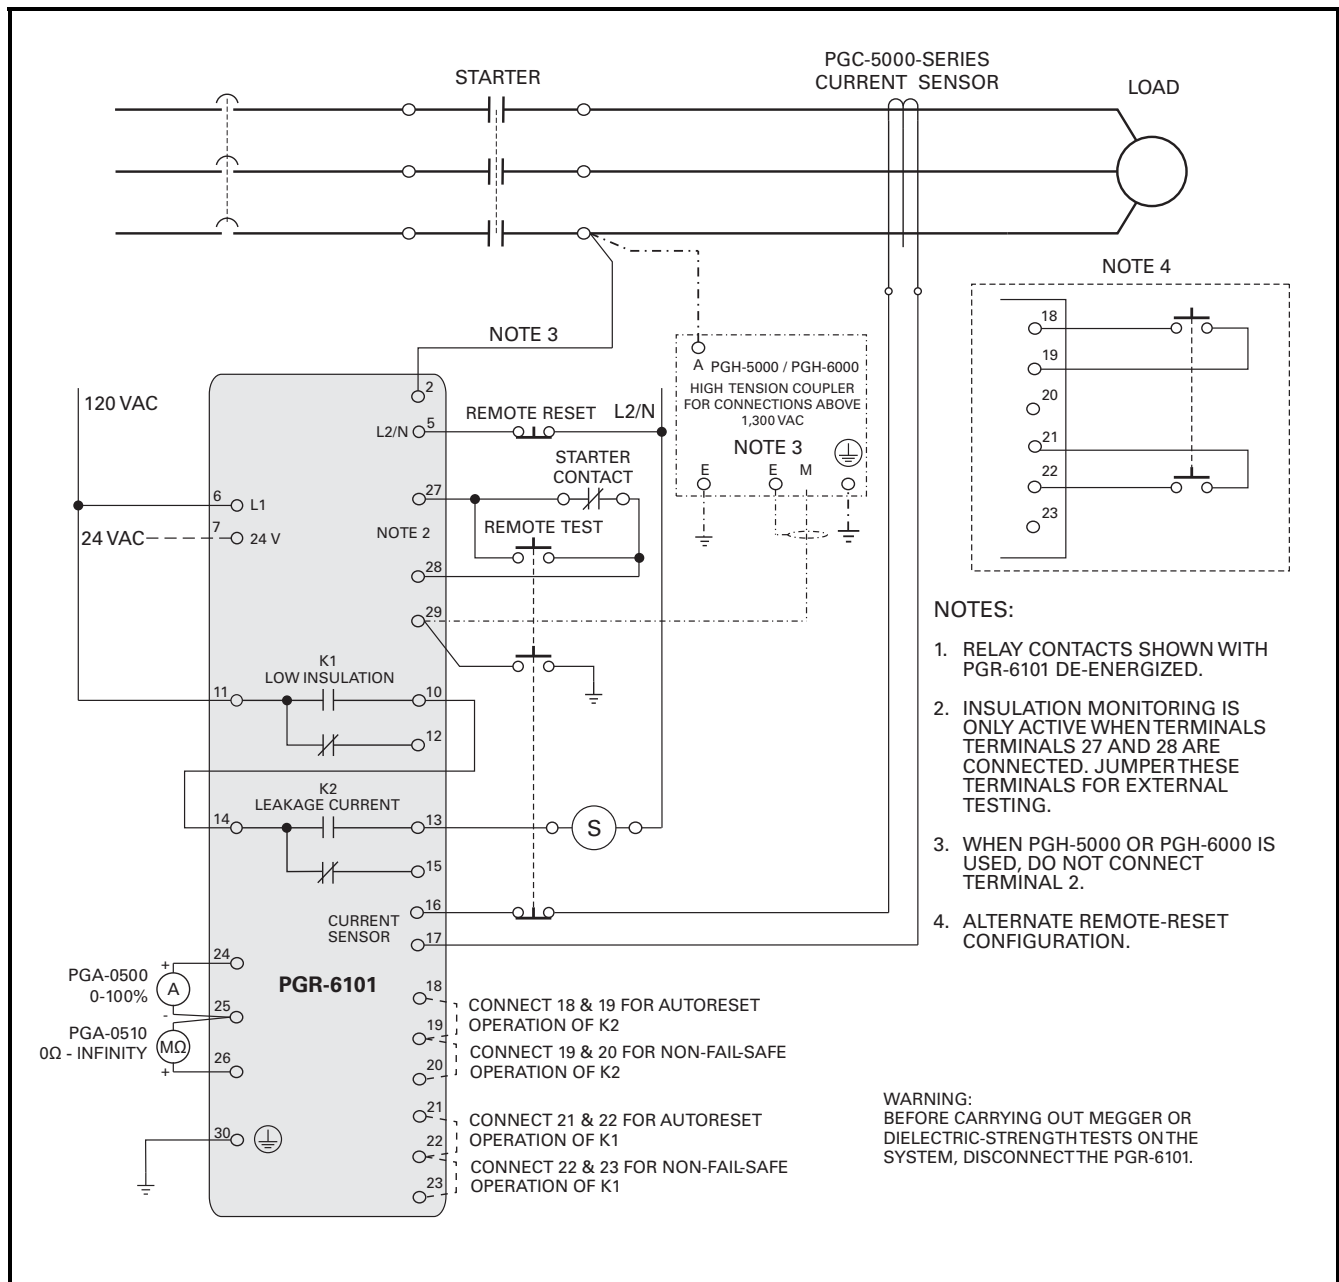 PGC-5000-SERIES
CURRENT SENSOR
STARTER
LOAD
NOTE 4
18
19
20
21
22
23
NOTE 3
A PGH-5000 / PGH-6000
HIGH TENSION COUPLER
FOR CONNECTIONS ABOVE
1,300 VAC
NOTE 3
E
E
M
120 VAC
2
L2/N
5
REMOTE RESET
L2/N
STARTER
CONTACT
6
L1
27
7
24 VAC
24 V
NOTE 2
REMOTE TEST
28
29
K1
LOW INSULATION
11
10
12
K2
LEAKAGE CURRENT
14
13
S
15
16
CURRENT
SENSOR
17
24
+
PGA-0500
0-100%
A
-
25
PGA-0510
0Ω - INFINITY
MΩ
+
26
PGR-6101
30
18
CONNECT 18 & 19 FOR AUTORESET
OPERATION OF K2
19
CONNECT 19 & 20 FOR NON-FAIL-SAFE
OPERATION OF K2
20
21
CONNECT 21 & 22 FOR AUTORESET
OPERATION OF K1
22
CONNECT 22 & 23 FOR NON-FAIL-SAFE
OPERATION OF K1
23
NOTES:
1. RELAY CONTACTS SHOWN WITH
PGR-6101 DE-ENERGIZED.
2. INSULATION MONITORING IS
ONLY ACTIVE WHEN TERMINALS
TERMINALS 27 AND 28 ARE
CONNECTED. JUMPER THESE
TERMINALS FOR EXTERNAL
TESTING.
3. WHEN PGH-5000 OR PGH-6000 IS
USED, DO NOT CONNECT
TERMINAL 2.
4. ALTERNATE REMOTE-RESET
CONFIGURATION.
WARNING:
BEFORE CARRYING OUT MEGGER OR
DIELECTRIC-STRENGTH TESTS ON THE
SYSTEM, DISCONNECT THE PGR-6101.